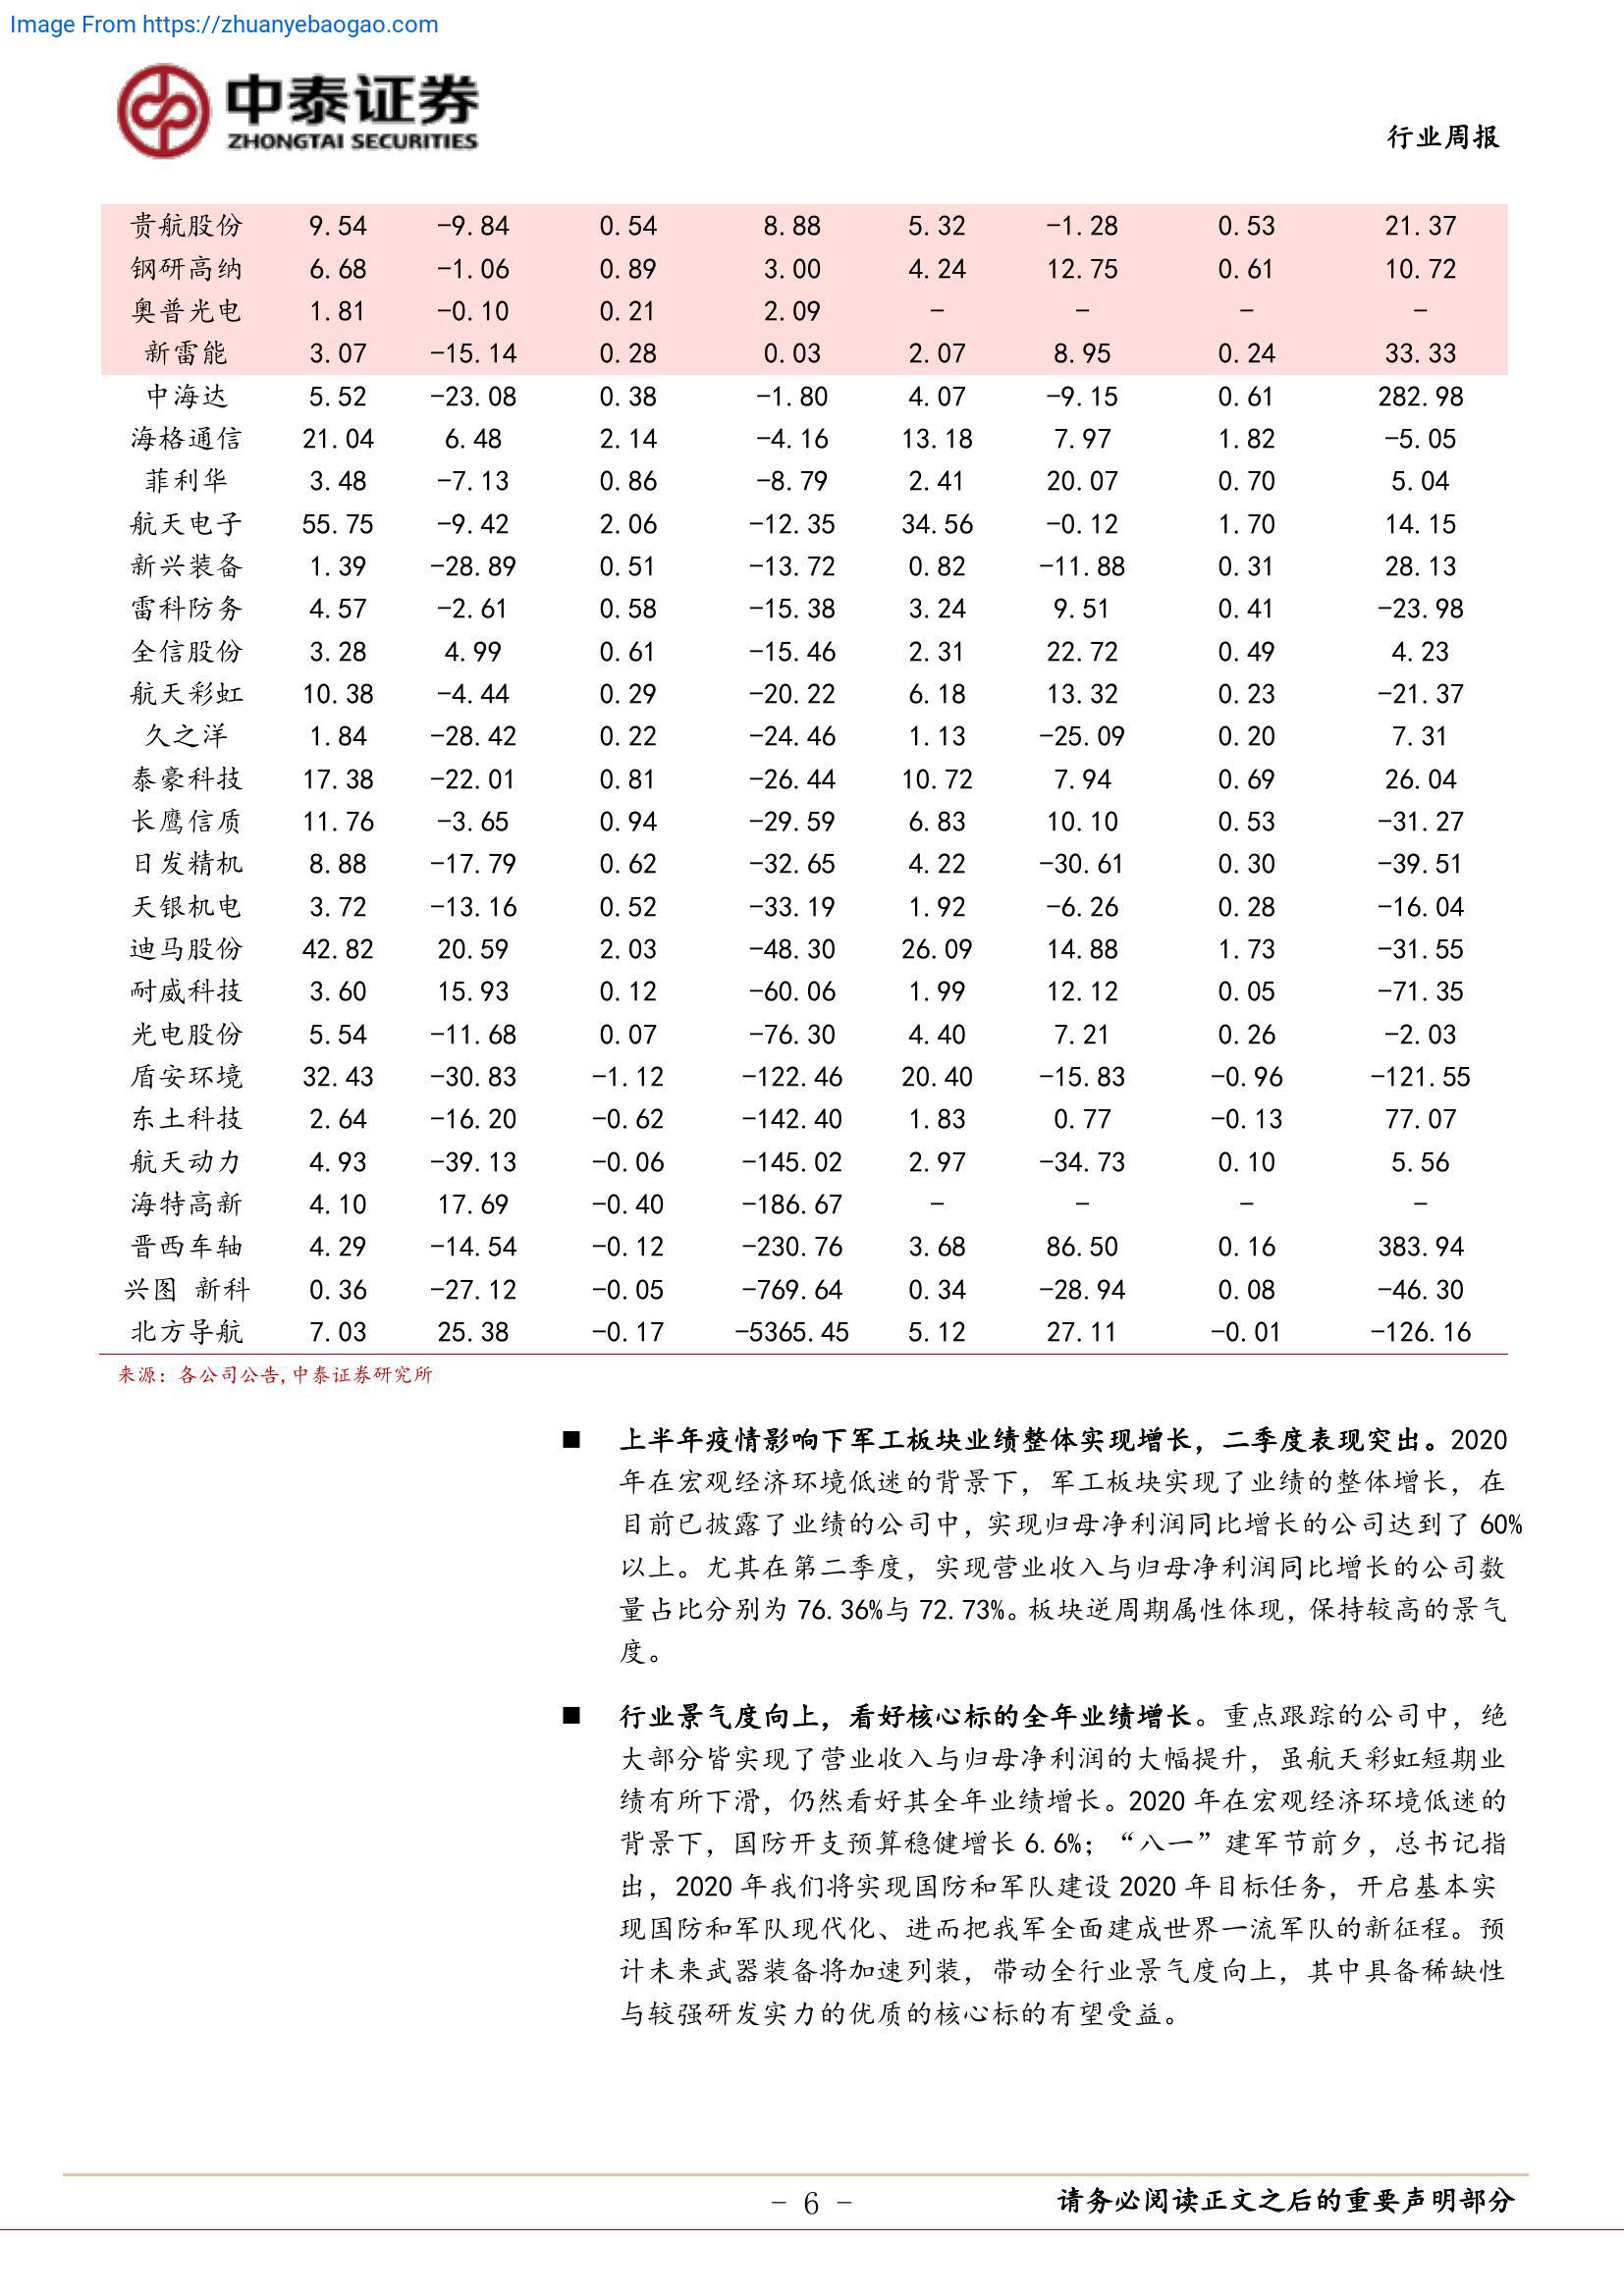 Image From https://zhuanyebaogao.com
中泰证券
ZHONGTAI SECURITIES
行业周报
贵航股份 9.54 -9.84 0.54 8.88 5.32 -1.28 0.53 21.37
钢研高纳 6.68 -1.06 0.89 3.00 4.24 12.75 0.61 10.72
奥普光电 1.81 -0.10 0.21 2.09 - - - -
新雷能 3.07 -15.14 0.28 0.03 2.07 8.95 0.24 33.33
中海达 5.52 -23.08 0.38 -1.80 4.07 -9.15 0.61 282.98
海格通信 21.04 6.48 2.14 -4.16 13.18 7.97 1.82 -5.05
菲利华 3.48 -7.13 0.86 -8.79 2.41 20.07 0.70 5.04
航天电子 55.75 -9.42 2.06 -12.35 34.56 -0.12 1.70 14.15
新兴装备 1.39 -28.89 0.51 -13.72 0.82 -11.88 0.31 28.13
雷科防务 4.57 -2.61 0.58 -15.38 3.24 9.51 0.41 -23.98
全信股份 3.28 4.99 0.61 -15.46 2.31 22.72 0.49 4.23
航天彩虹 10.38 -4.44 0.29 -20.22 6.18 13.32 0.23 -21.37
久之洋 1.84 -28.42 0.22 -24.46 1.13 -25.09 0.20 7.31
泰豪科技 17.38 -22.01 0.81 -26.44 10.72 7.94 0.69 26.04
长鹰信质 11.76 -3.65 0.94 -29.59 6.83 10.10 0.53 -31.27
日发精机 8.88 -17.79 0.62 -32.65 4.22 -30.61 0.30 -39.51
天银机电 3.72 -13.16 0.52 -33.19 1.92 -6.26 0.28 -16.04
迪马股份 42.82 20.59 2.03 -48.30 26.09 14.88 1.73 -31.55
耐威科技 3.60 15.93 0.12 -60.06 1.99 12.12 0.05 -71.35
光电股份 5.54 -11.68 0.07 -76.30 4.40 7.21 0.26 -2.03
盾安环境 32.43 -30.83 -1.12 -122.46 20.40 -15.83 -0.96 -121.55
东土科技 2.64 -16.20 -0.62 -142.40 1.83 0.77 -0.13 77.07
航天动力 4.93 -39.13 -0.06 -145.02 2.97 -34.73 0.10 5.56
海特高新 4.10 17.69 -0.40 -186.67 - - - -
晋西车轴 4.29 -14.54 -0.12 -230.76 3.68 86.50 0.16 383.94
兴图 新科 0.36 -27.12 -0.05 -769.64 0.34 -28.94 0.08 -46.30
北方导航 7.03 25.38 -0.17 -5365.45 5.12 27.11 -0.01 -126.16
来源：各公司公告,中泰证券研究所
■ 上半年疫情影响下军工板块业绩整体实现增长，二季度表现突出。2020
年在宏观经济环境低迷的背景下，军工板块实现了业绩的整体增长，在
目前已披露了业绩的公司中，实现归母净利润同比增长的公司达到了 60%
以上。尤其在第二季度，实现营业收入与归母净利润同比增长的公司数
量占比分别为 76.36%与 72.73%。板块逆周期属性体现，保持较高的景气
度。
■ 行业景气度向上，看好核心标的全年业绩增长。重点跟踪的公司中，绝
大部分皆实现了营业收入与归母净利润的大幅提升，虽航天彩虹短期业
绩有所下滑，仍然看好其全年业绩增长。2020 年在宏观经济环境低迷的
背景下，国防开支预算稳健增长 6.6%；“八一”建军节前夕，总书记指
出，2020 年我们将实现国防和军队建设 2020 年目标任务，开启基本实
现国防和军队现代化、进而把我军全面建成世界一流军队的新征程。预
计未来武器装备将加速列装，带动全行业景气度向上，其中具备稀缺性
与较强研发实力的优质的核心标的有望受益。
- 6 -
请务必阅读正文之后的重要声明部分